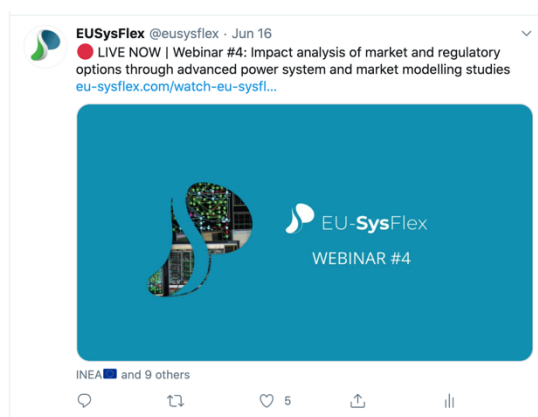 EUSysFlex @eusysflex · Jun 16
🔴 LIVE NOW | Webinar #4: Impact analysis of market and regulatory
options through advanced power system and market modelling studies
eu-sysflex.com/watch-eu-sysfl...
EU-SysFlex
WEBINAR #4
INEA🇪🇺 and 9 others
5